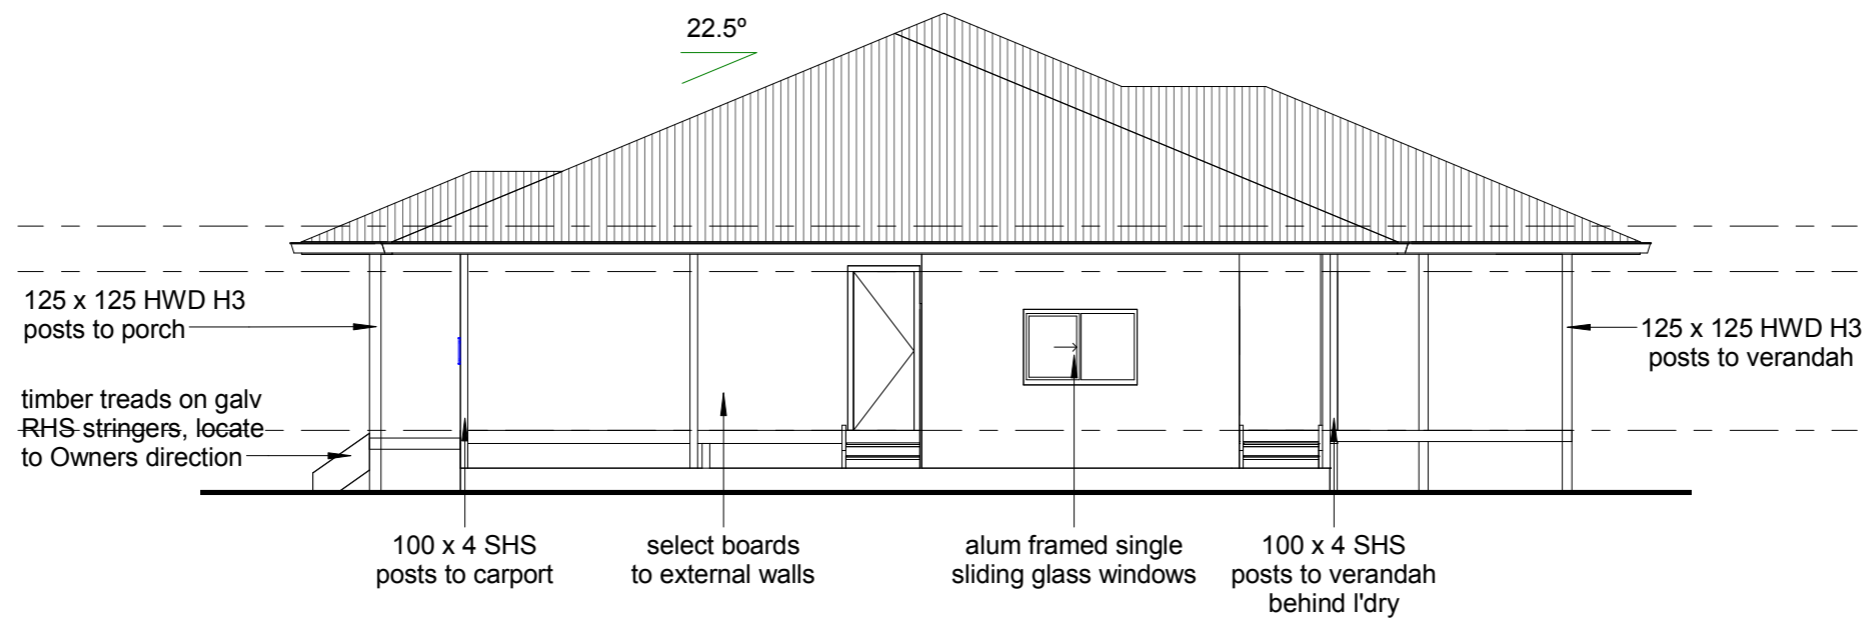 22.5º
125 x 125 HWD H3
posts to porch
125 x 125 HWD H3
posts to verandah
timber treads on galv
RHS stringers, locate
to Owners direction
100 x 4 SHS
posts to carport
select boards
to external walls
alum framed single
sliding glass windows
100 x 4 SHS
posts to verandah
behind l'dry